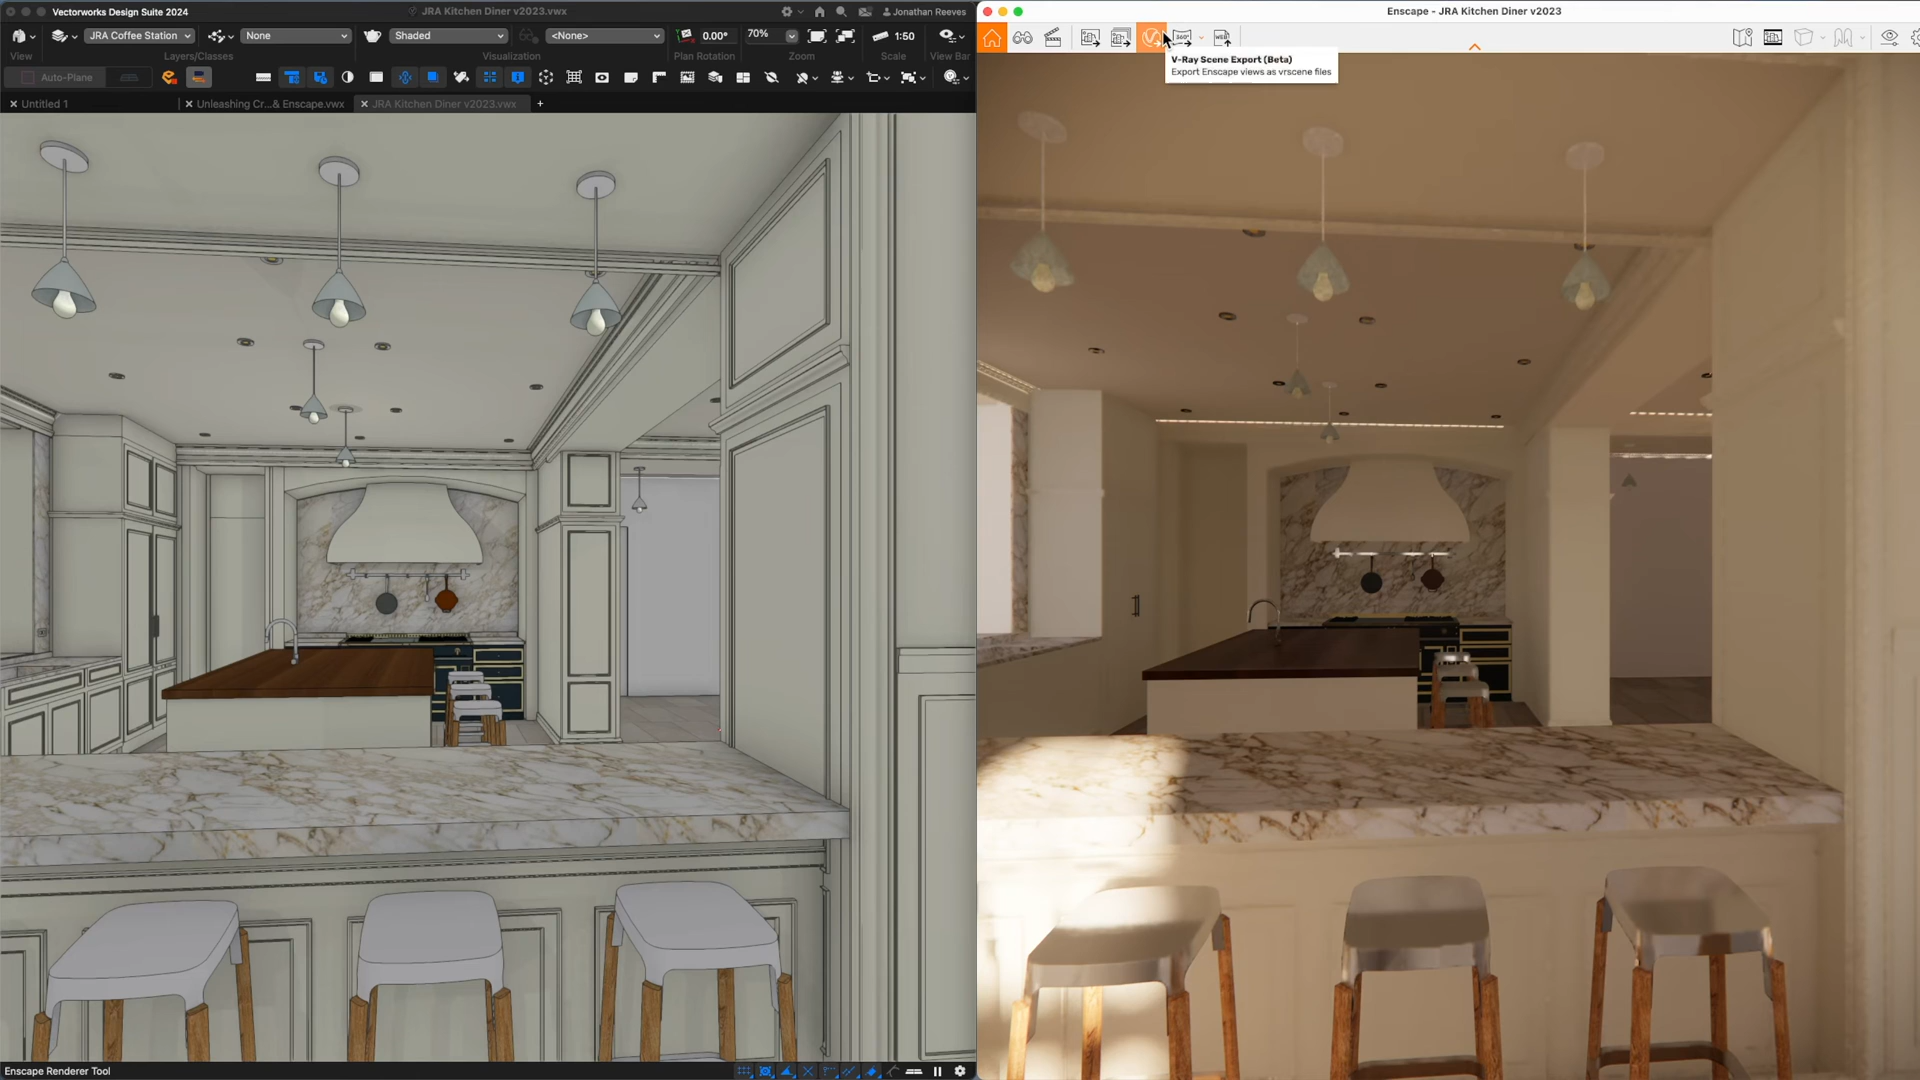 Vectorworks Design Suite 2024
JRA Kitchen Diner v2023.vwx
Jonathan Reeves
JRA Coffee Station
None
Shaded
<None>
0.00°
70%
1:50
View
Layers/Classes
Visualization
Plan Rotation
Zoom
Scale
View Bar
Auto-Plane
Untitled 1
Unleashing Cr...& Enscape.vwx
JRA Kitchen Diner v2023.vwx
Enscape Renderer Tool
Enscape - JRA Kitchen Diner v2023
360°
WEB
V-Ray Scene Export (Beta)
Export Enscape views as vrscene files